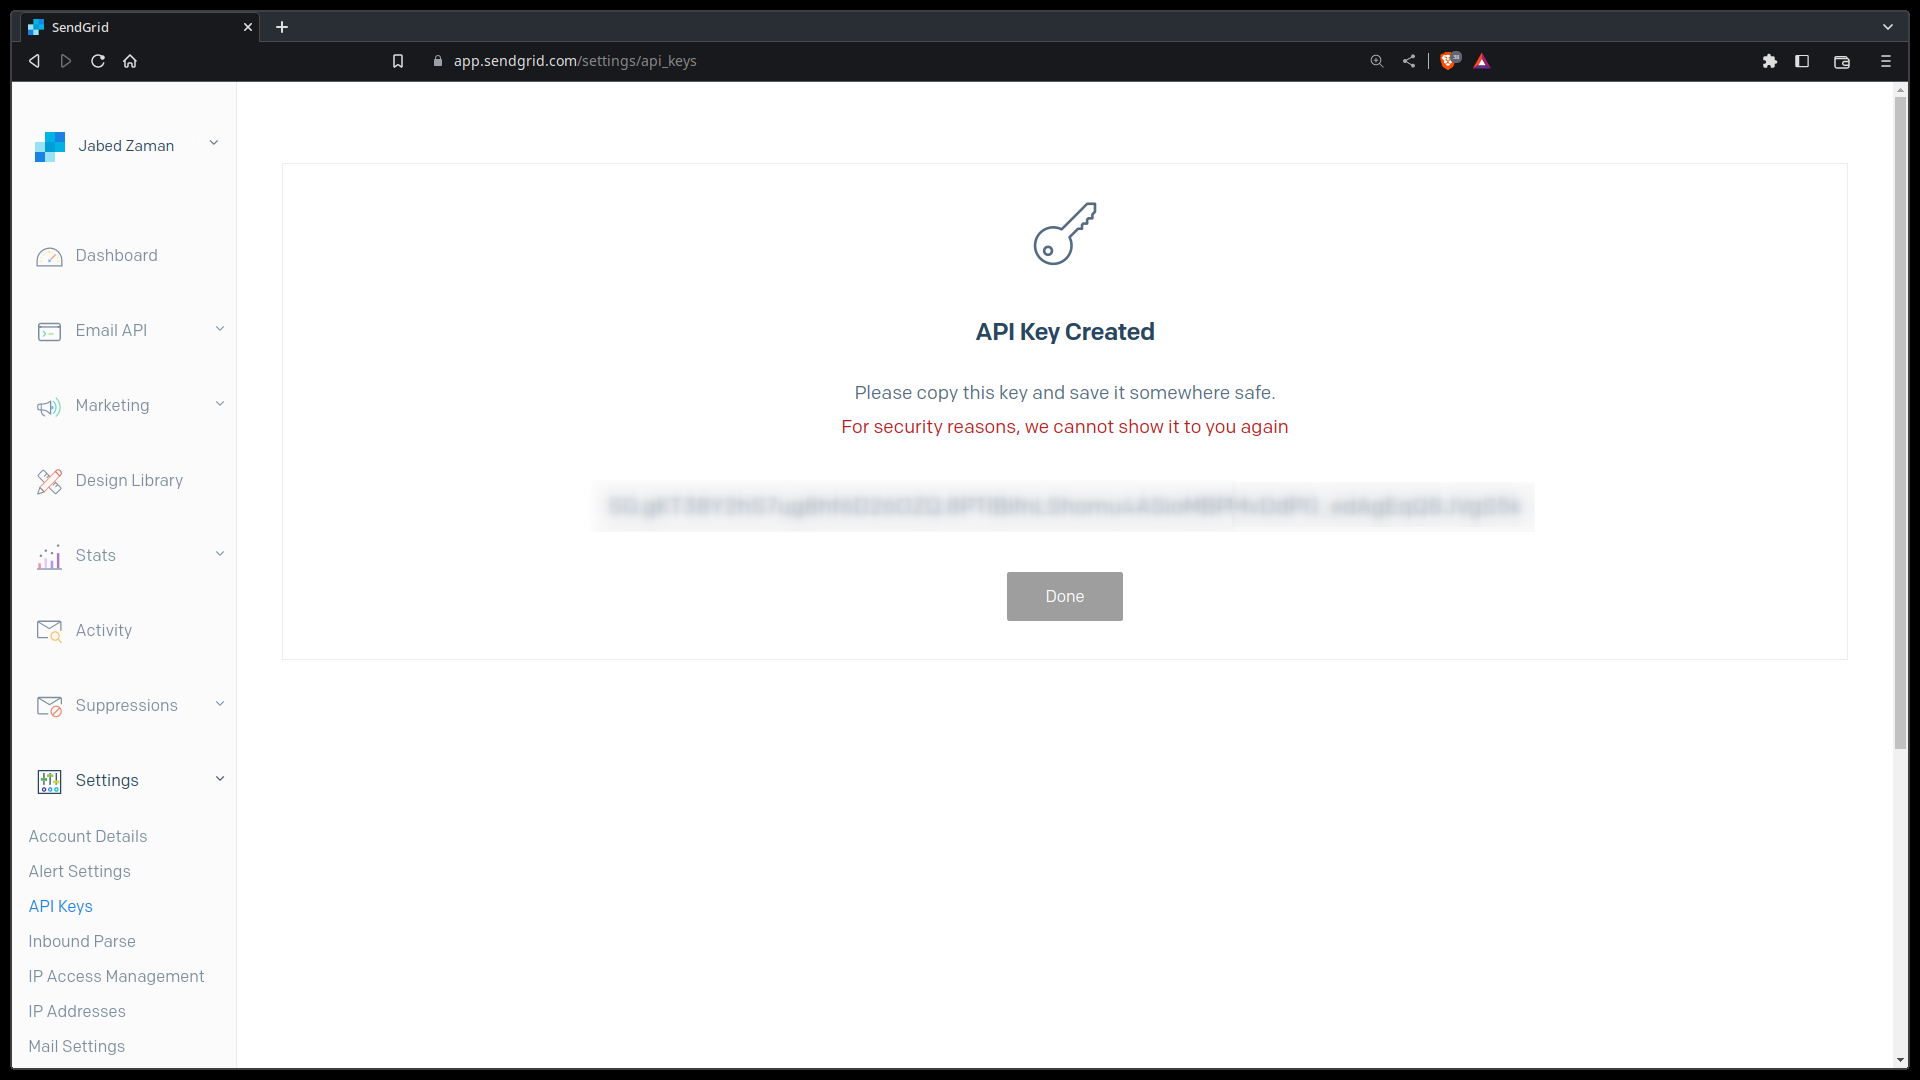 SendGrid
app.sendgrid.com/settings/api_keys
Jabed Zaman
Dashboard
Email API
Marketing
Design Library
Stats
Activity
Suppressions
Settings
Account Details
Alert Settings
API Keys
Inbound Parse
IP Access Management
IP Addresses
Mail Settings
API Key Created
Please copy this key and save it somewhere safe.
For security reasons, we cannot show it to you again
Done